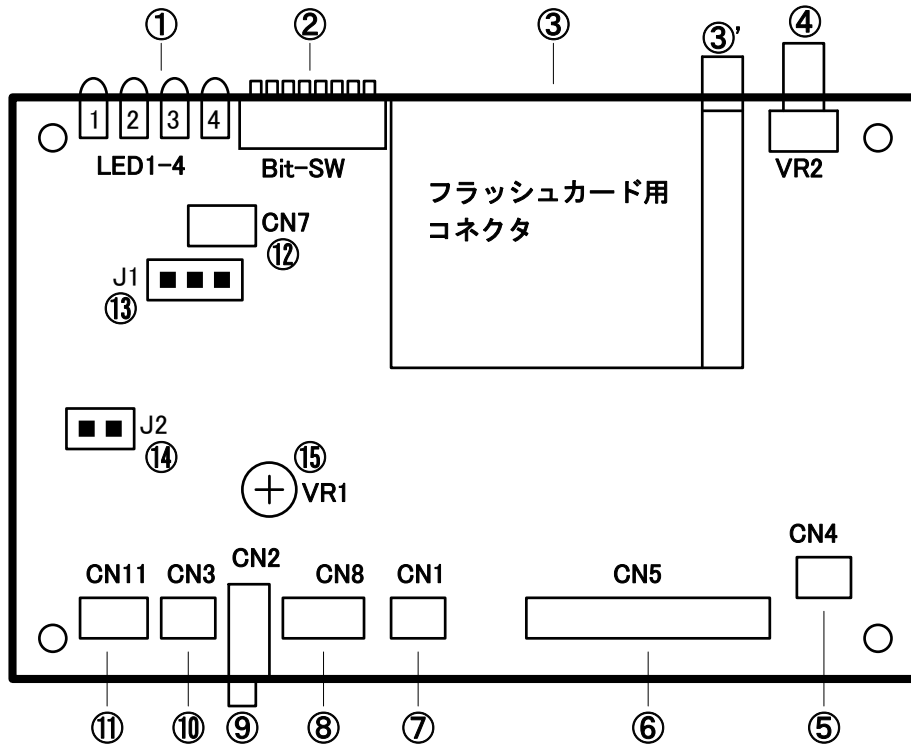 ① ② ③ ③’ ④
1 2 3 4
LED1-4 Bit-SW VR2
フラッシュカード用
コネクタ
CN7
⑫
J1
⑬
J2
⑭
⑮
VR1
CN11 CN3 CN2 CN8 CN1 CN5 CN4
⑪ ⑩ ⑨ ⑧ ⑦ ⑥ ⑤